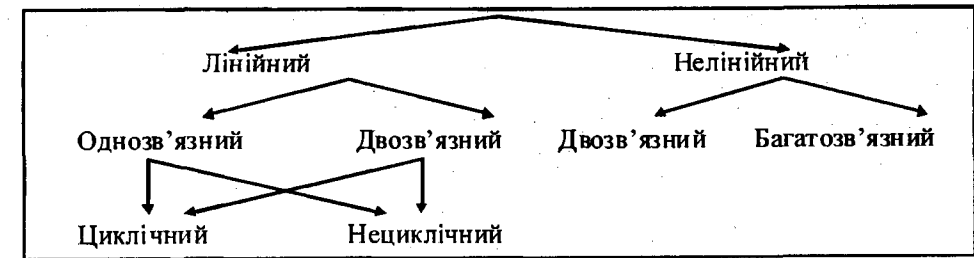 Лінійний Нелінійний
Однозв'язний Двозв'язний Двозв'язний Багатозв'язний
Циклічний Нециклічний